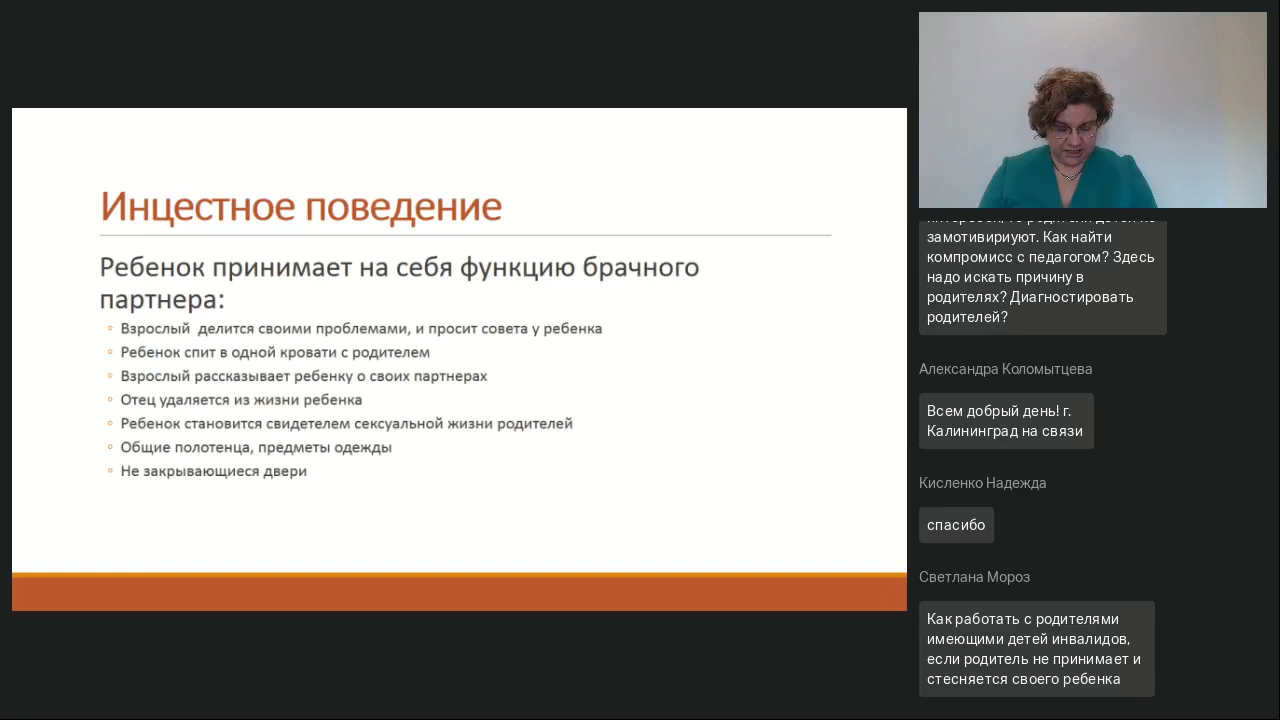 Инцестное поведение
Ребенок принимает на себя функцию брачного
партнера:
Взрослый делится своими проблемами, и просит совета у ребенка
Ребенок спит в одной кровати с родителем
Взрослый рассказывает ребенку о своих партнерах
Отец удаляется из жизни ребенка
Ребенок становится свидетелем сексуальной жизни родителей
Общие полотенца, предметы одежды
Не закрывающиеся двери
замотивириуют. Как найти
компромисс с педагогом? Здесь
надо искать причину в
родителях? Диагностировать
родителей?
Александра Коломытцева
Всем добрый день! г.
Калининград на связи
Кисленко Надежда
спасибо
Светлана Мороз
Как работать с родителями
имеющими детей инвалидов,
если родитель не принимает и
стесняется своего ребенка